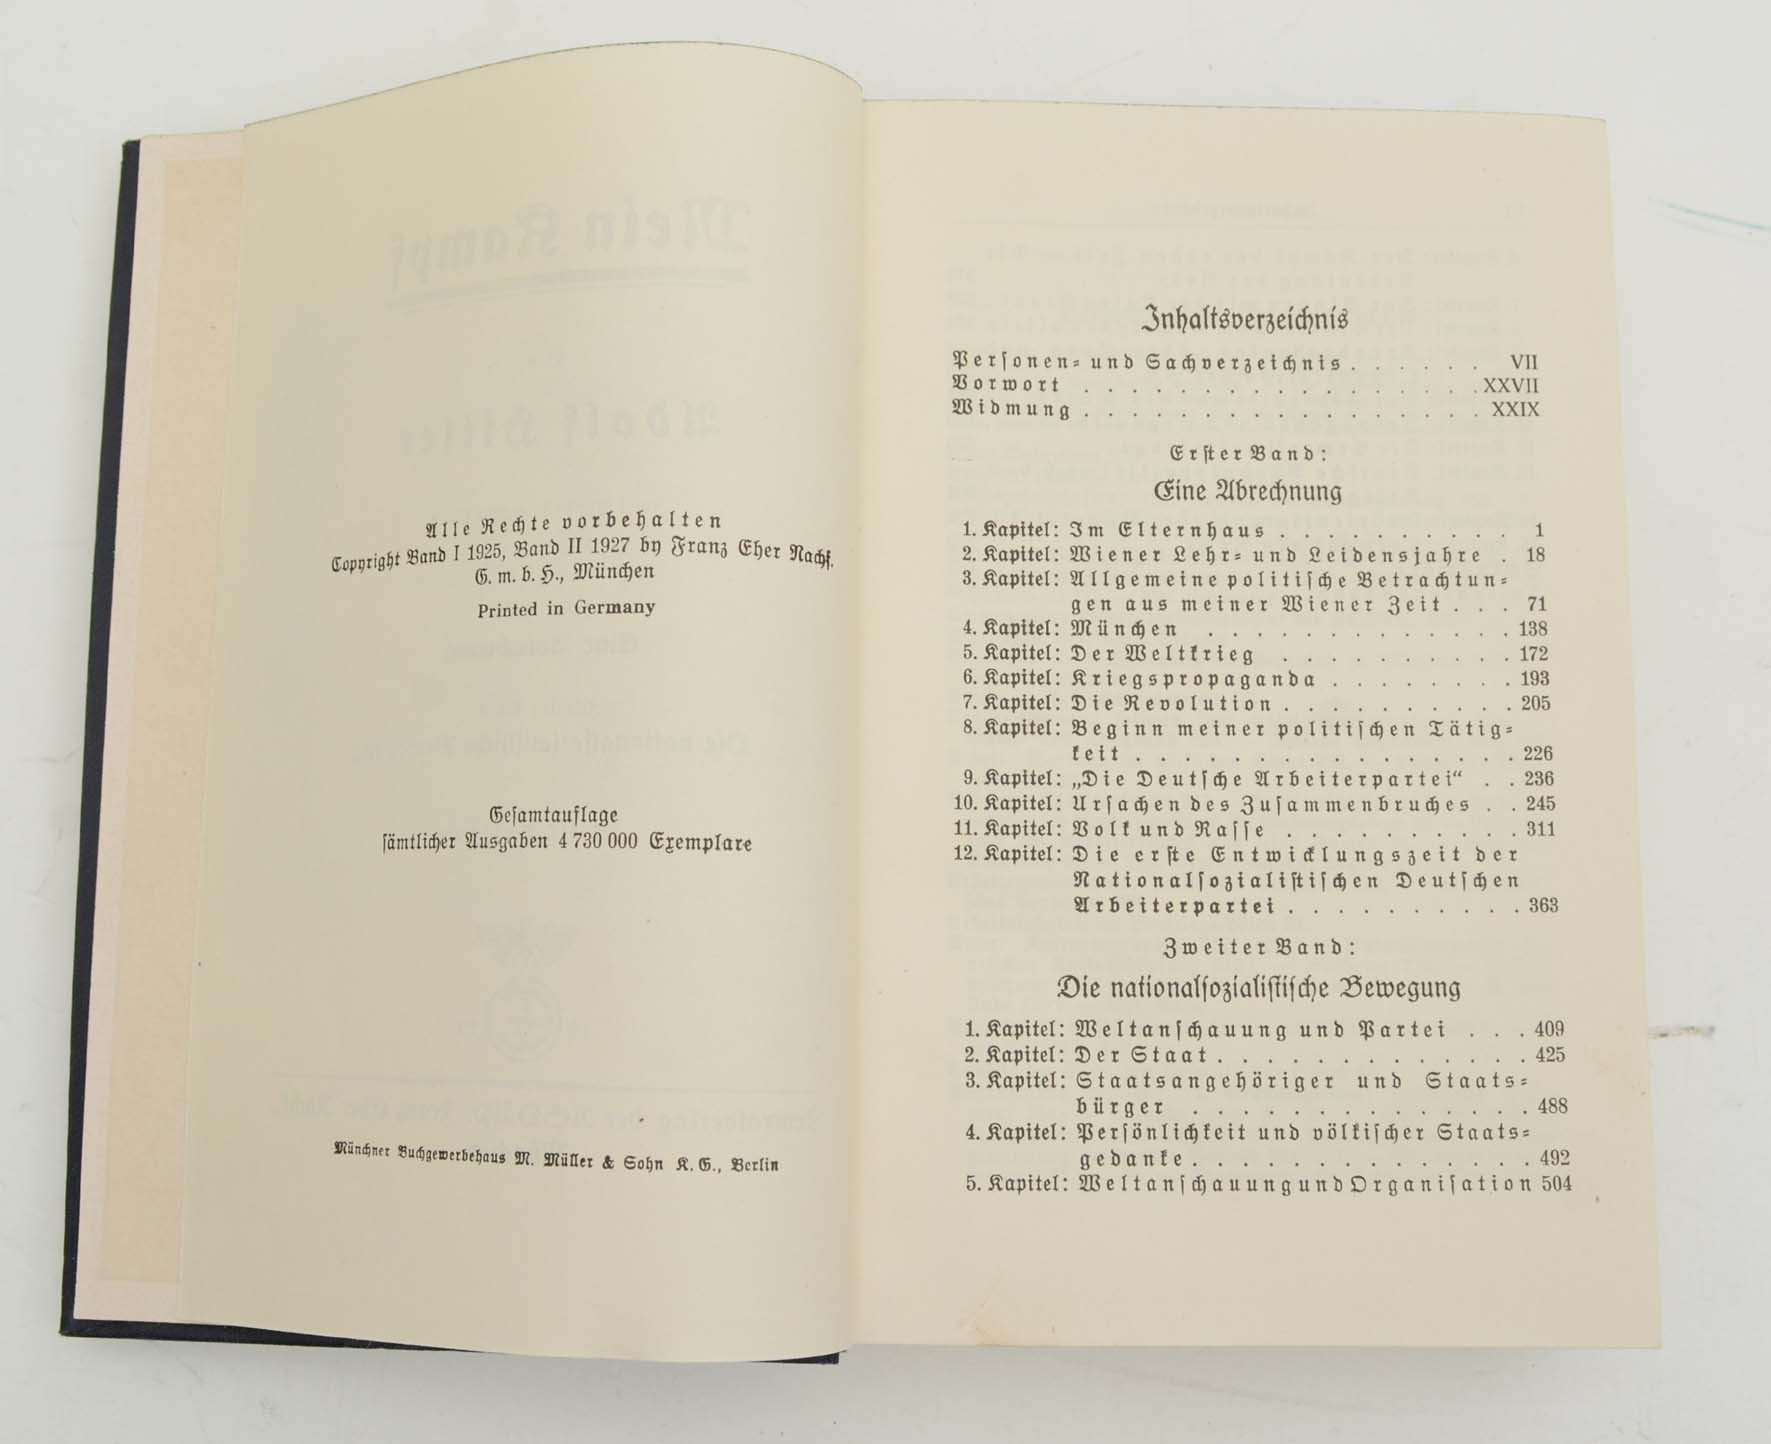 Alle Rechte vorbehalten
Copyright Band I 1925, Band II 1927 by Franz Eher Nachf.
G. m. b. H., München
Printed in Germany
Gesamtauflage
sämtlicher Ausgaben 4 730 000 Exemplare
Münchner Buchgewerbehaus M. Müller & Sohn K. G., Berlin
Inhaltsverzeichnis
Personen- und Sachverzeichnis . . . . . . VII
Vorwort . . . . . . . . . . . . . . . . . XXVII
Widmung . . . . . . . . . . . . . . . . . XXIX
Erster Band:
Eine Abrechnung
1. Kapitel: Im Elternhaus . . . . . . . . . . 1
2. Kapitel: Wiener Lehr- und Leidensjahre . 18
3. Kapitel: Allgemeine politische Betrachtun-
gen aus meiner Wiener Zeit . . . 71
4. Kapitel: München . . . . . . . . . . . . . 138
5. Kapitel: Der Weltkrieg . . . . . . . . . . 172
6. Kapitel: Kriegspropaganda . . . . . . . . 193
7. Kapitel: Die Revolution . . . . . . . . . . 205
8. Kapitel: Beginn meiner politischen Tätig-
keit . . . . . . . . . . . . . . . . 226
9. Kapitel: „Die Deutsche Arbeiterpartei“ . . 236
10. Kapitel: Ursachen des Zusammenbruches . . 245
11. Kapitel: Volk und Rasse . . . . . . . . . . 311
12. Kapitel: Die erste Entwicklungszeit der
Nationalsozialistischen Deutschen
Arbeiterpartei . . . . . . . . . . 363
Zweiter Band:
Die nationalsozialistische Bewegung
1. Kapitel: Weltanschauung und Partei . . . 409
2. Kapitel: Der Staat . . . . . . . . . . . . . 425
3. Kapitel: Staatsangehöriger und Staats-
bürger . . . . . . . . . . . . . . 488
4. Kapitel: Persönlichkeit und völkischer Staats-
gedanke . . . . . . . . . . . . . . 492
5. Kapitel: Weltanschauung und Organisation 504